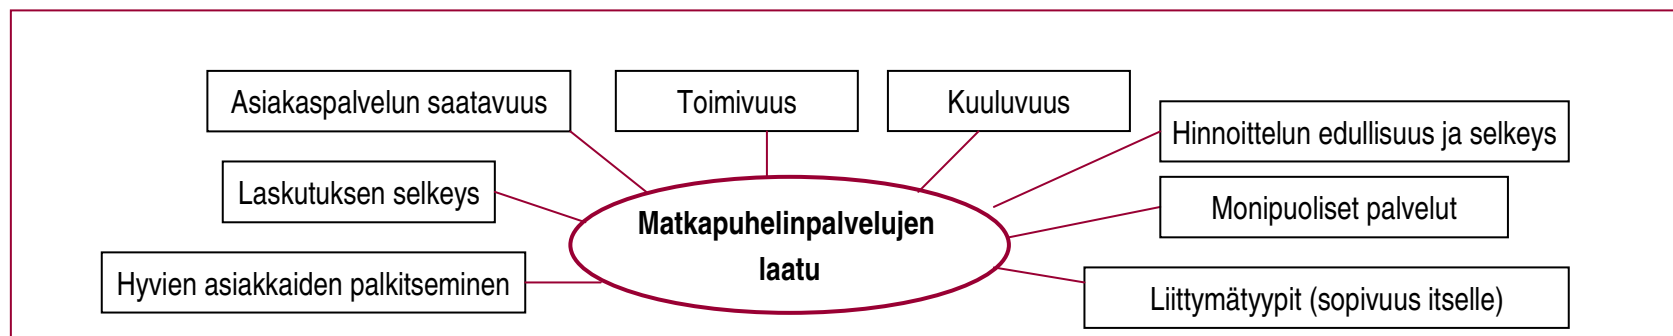 Asiakaspalvelun saatavuus
Toimivuus
Kuuluvuus
Hinnoittelun edullisuus ja selkeys
Laskutuksen selkeys
Monipuoliset palvelut
Matkapuhelinpalvelujen
laatu
Hyvien asiakkaiden palkitseminen
Liittymätyypit (sopivuus itselle)